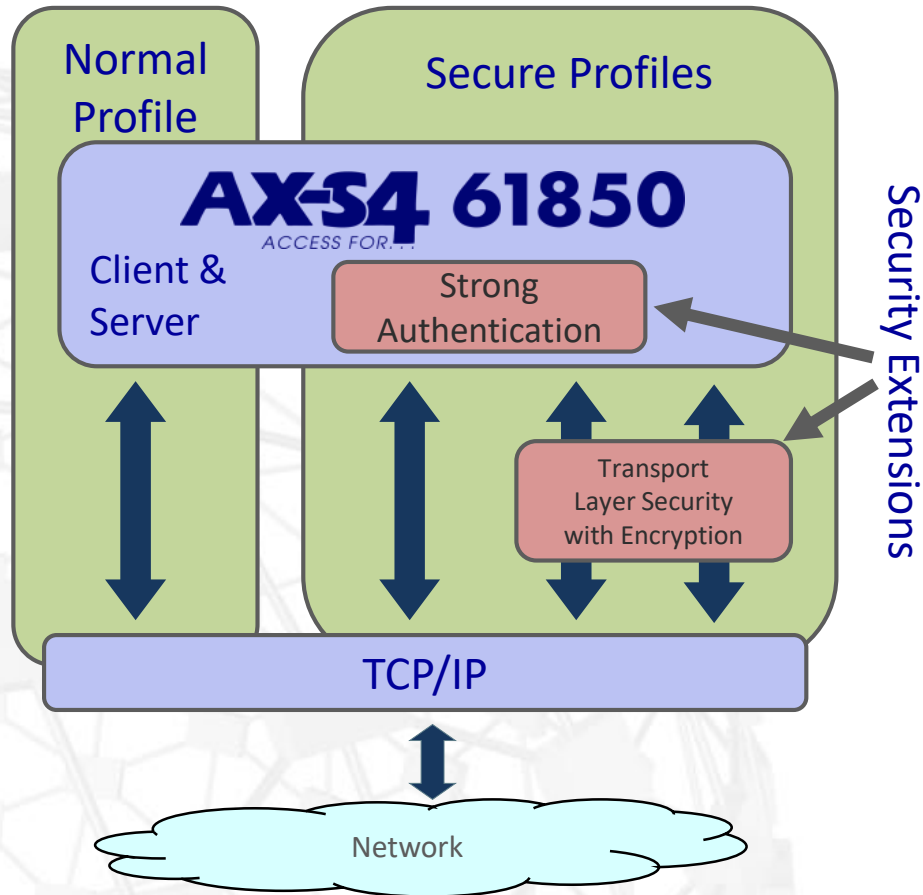 Normal
Profile
Secure Profiles
AX-S4 61850
ACCESS FOR. . .
Client &
Server
Strong
Authentication
Security Extensions
Transport
Layer Security
with Encryption
TCP/IP
Network